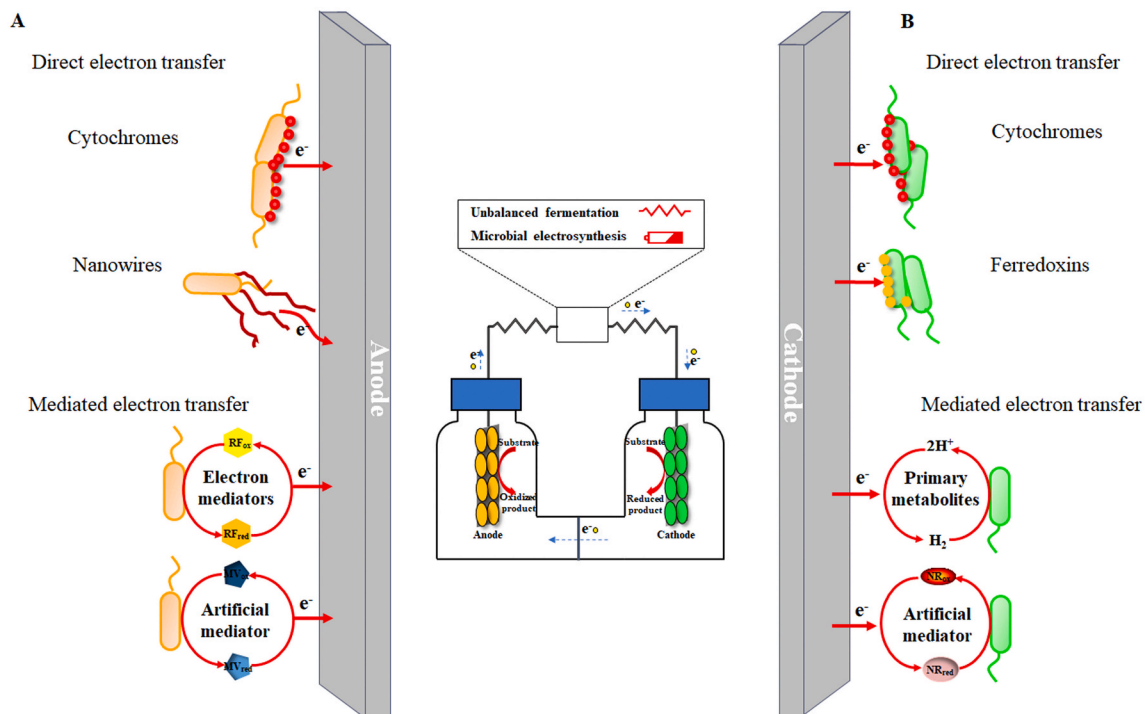 A
Direct electron transfer
Cytochromes
e-
Nanowires
e-
Mediated electron transfer
RFox
Electron
mediators
RFred
e-
MVox
Artificial
mediator
MVred
e-
Anode
Unbalanced fermentation
Microbial electrosynthesis
e-
e-
e-
Substrate
Oxidized
product
Anode
Substrate
Reduced
product
Cathode
e-
Cathode
B
Direct electron transfer
Cytochromes
e-
Ferredoxins
e-
Mediated electron transfer
2H+
Primary
metabolites
H2
e-
NRox
Artificial
mediator
NRred
e-